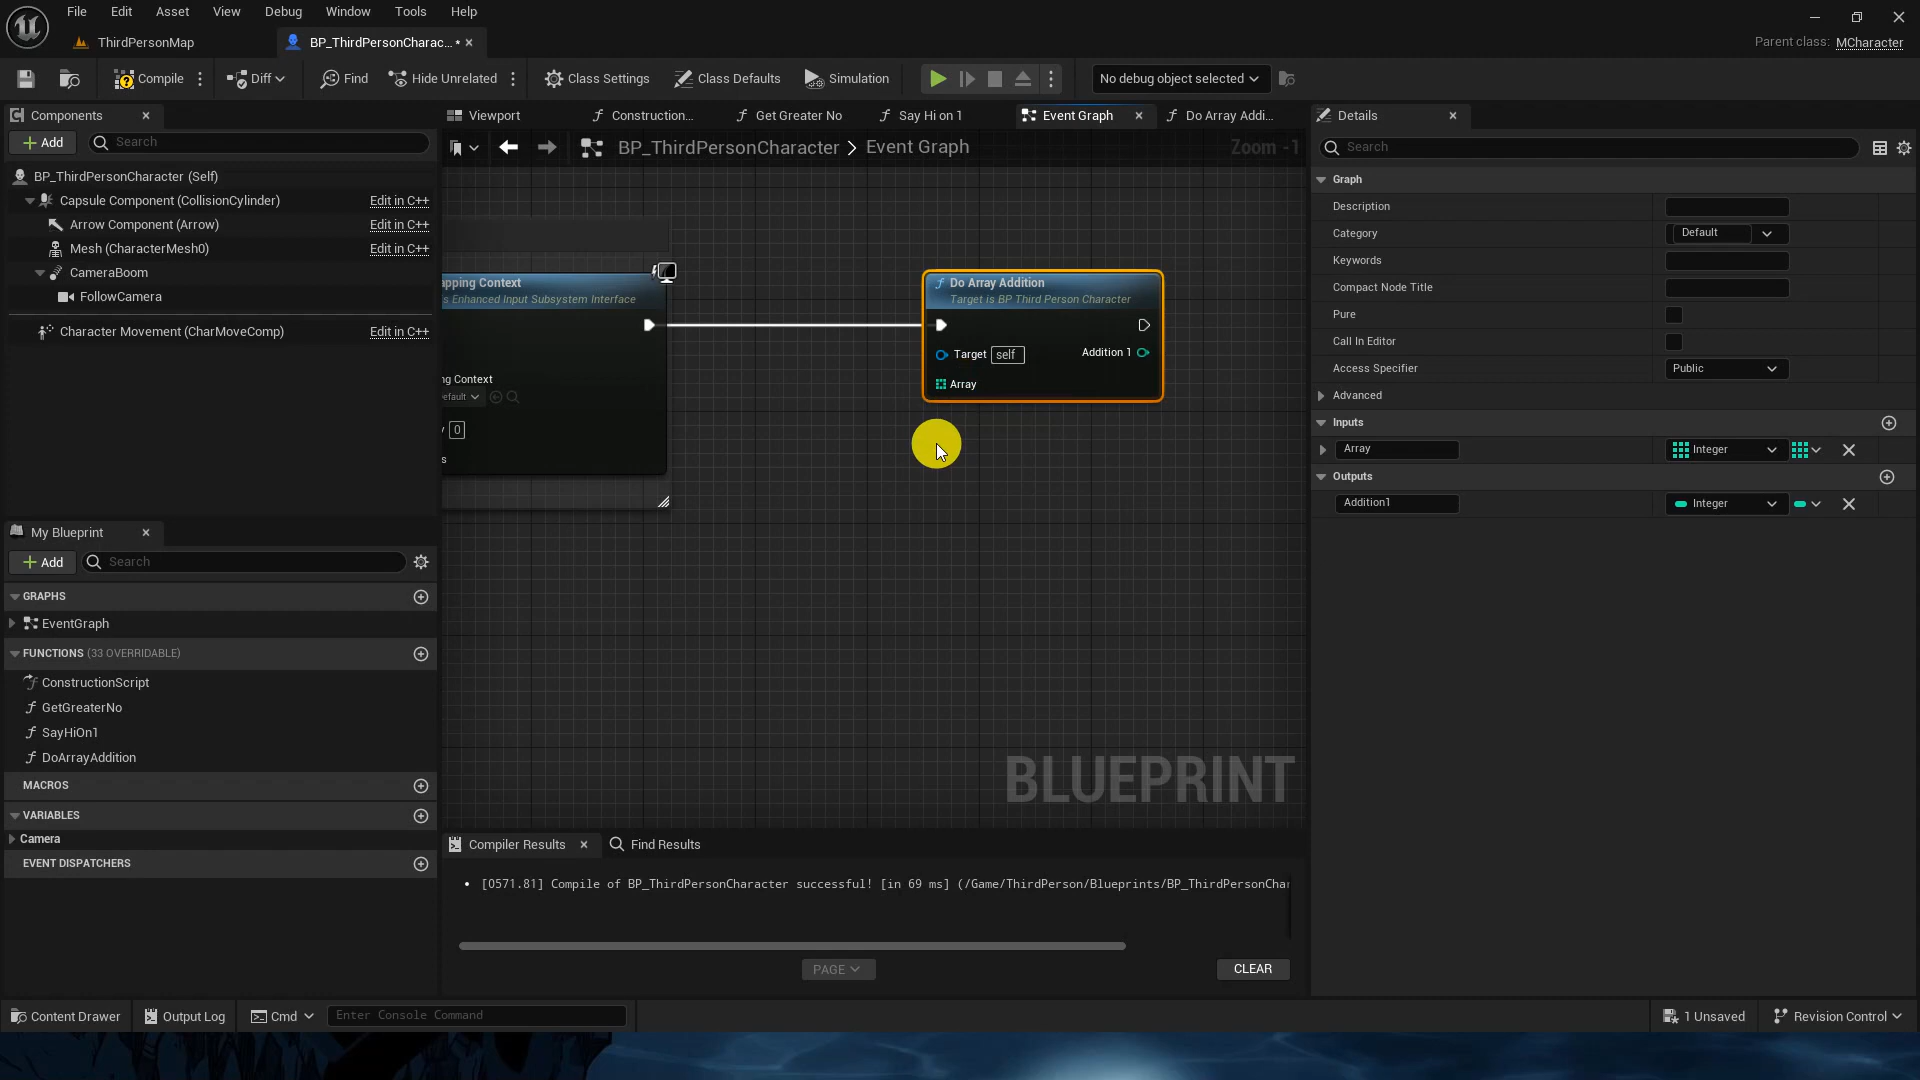 File Edit Asset View Debug Window Tools Help
ThirdPersonMap
BP_ThirdPersonCharac... •
Parent class: MCharacter
Compile
Diff
Find
Hide Unrelated
Class Settings
Class Defaults
Simulation
No debug object selected
Components
Add
Search
BP_ThirdPersonCharacter (Self)
Capsule Component (CollisionCylinder) Edit in C++
Arrow Component (Arrow) Edit in C++
Mesh (CharacterMesh0) Edit in C++
CameraBoom
FollowCamera
Character Movement (CharMoveComp) Edit in C++
My Blueprint
Add
Search
GRAPHS
EventGraph
FUNCTIONS (33 OVERRIDABLE)
ConstructionScript
GetGreaterNo
SayHiOn1
DoArrayAddition
MACROS
VARIABLES
Camera
EVENT DISPATCHERS
Viewport
Construction...
Get Greater No
Say Hi on 1
Event Graph
Do Array Addi...
BP_ThirdPersonCharacter > Event Graph
Zoom -1
apping Context
s Enhanced Input Subsystem Interface
ng Context
efault
y 0
s
Do Array Addition
Target is BP Third Person Character
Target self
Addition 1
Array
BLUEPRINT
Compiler Results
Find Results
• [0571.81] Compile of BP_ThirdPersonCharacter successful! [in 69 ms] (/Game/ThirdPerson/Blueprints/BP_ThirdPersonChar
PAGE
CLEAR
Details
Search
Graph
Description
Category Default
Keywords
Compact Node Title
Pure
Call In Editor
Access Specifier Public
Advanced
Inputs
Array Integer
Outputs
Addition1 Integer
Content Drawer
Output Log
Cmd
Enter Console Command
1 Unsaved
Revision Control